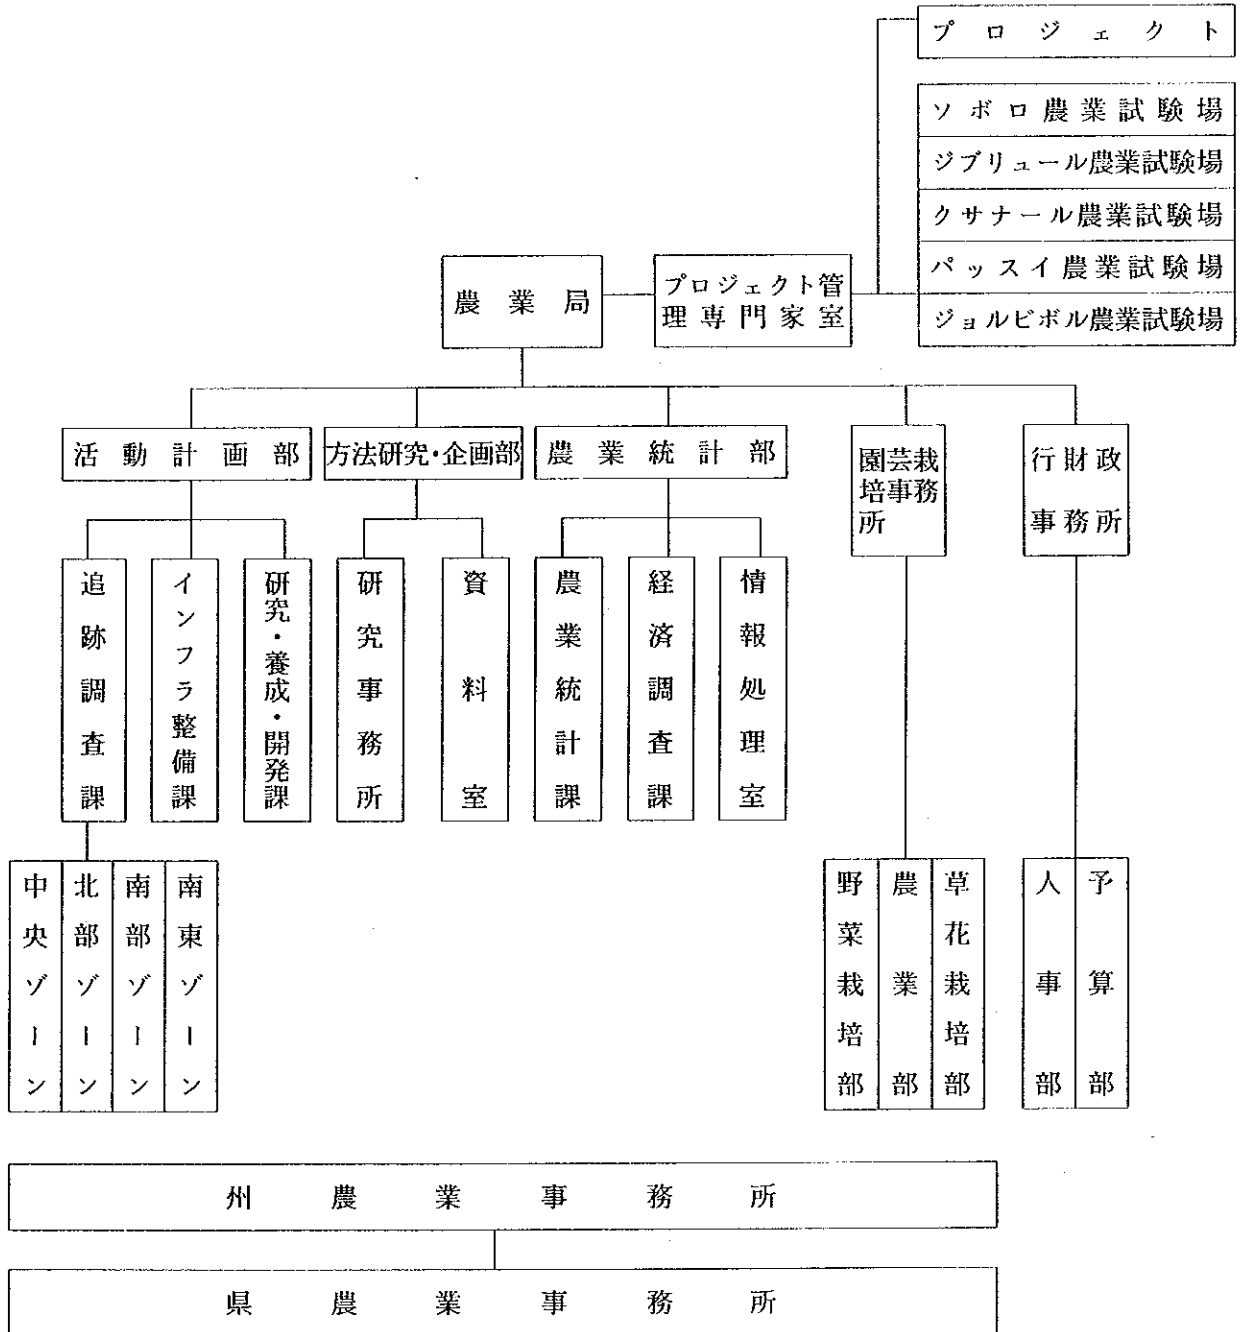 プロジェクト
ソボロ農業試験場
ジブリュール農業試験場
クサナール農業試験場
パッスイ農業試験場
ジョルビボル農業試験場
農業局
プロジェクト管
理専門家室
活動計画部
方法研究・企画部
農業統計部
園芸栽
培事務
所
行財政
事務所
追跡調査課
インフラ整備課
研究・養成・開発課
研究事務所
資料室
農業統計課
経済調査課
情報処理室
中央ゾーン
北部ゾーン
南部ゾーン
南東ゾーン
野菜栽培部
農業部
草花栽培部
人事部
予算部
州農業事務所
県農業事務所